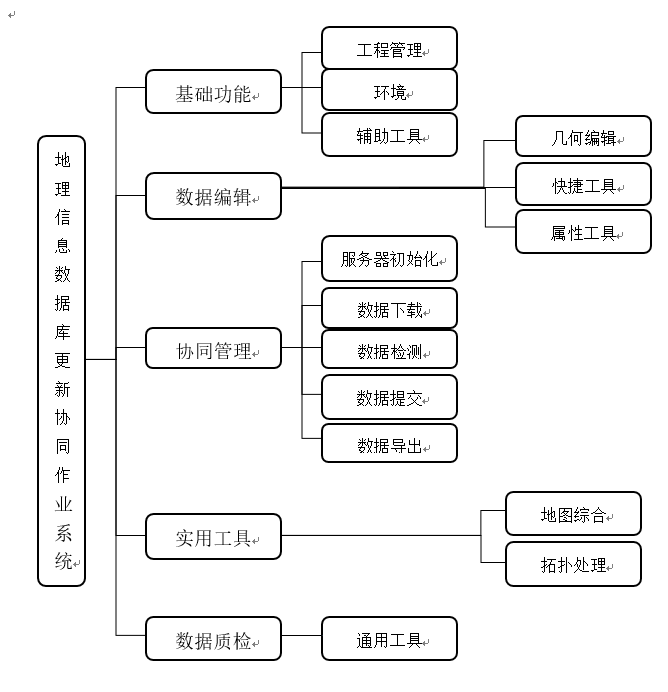 地理信息数据库更新协同作业系统
基础功能
工程管理
环境
辅助工具
数据编辑
几何编辑
快捷工具
属性工具
协同管理
服务器初始化
数据下载
数据检测
数据提交
数据导出
实用工具
地图综合
拓扑处理
数据质检
通用工具